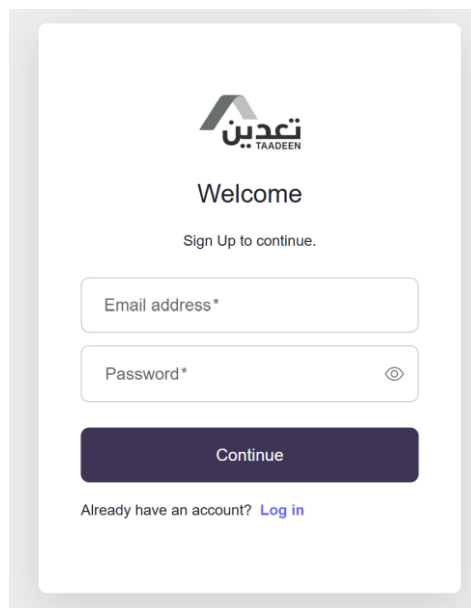 تعدين
TAADEEN
Welcome
Sign Up to continue.
Email address*
Password*
Continue
Already have an account? Log in